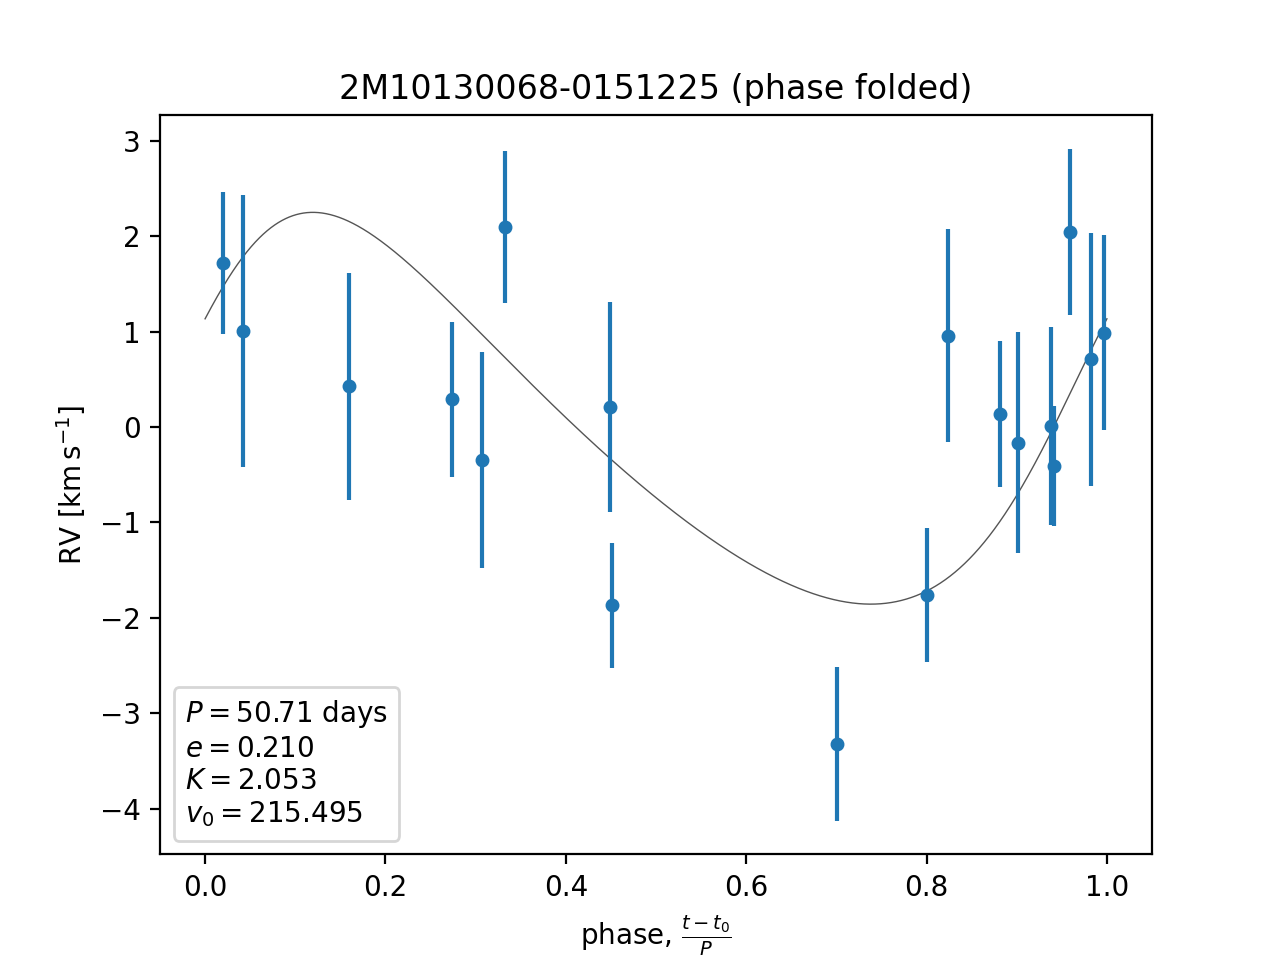 2M10130068-0151225 (phase folded)
3
2
1
0
−1
−2
−3
−4
RV [km s⁻¹]
P = 50.71 days
e = 0.210
K = 2.053
v₀ = 215.495
0.0 0.2 0.4 0.6 0.8 1.0
phase, (t − t₀)/P